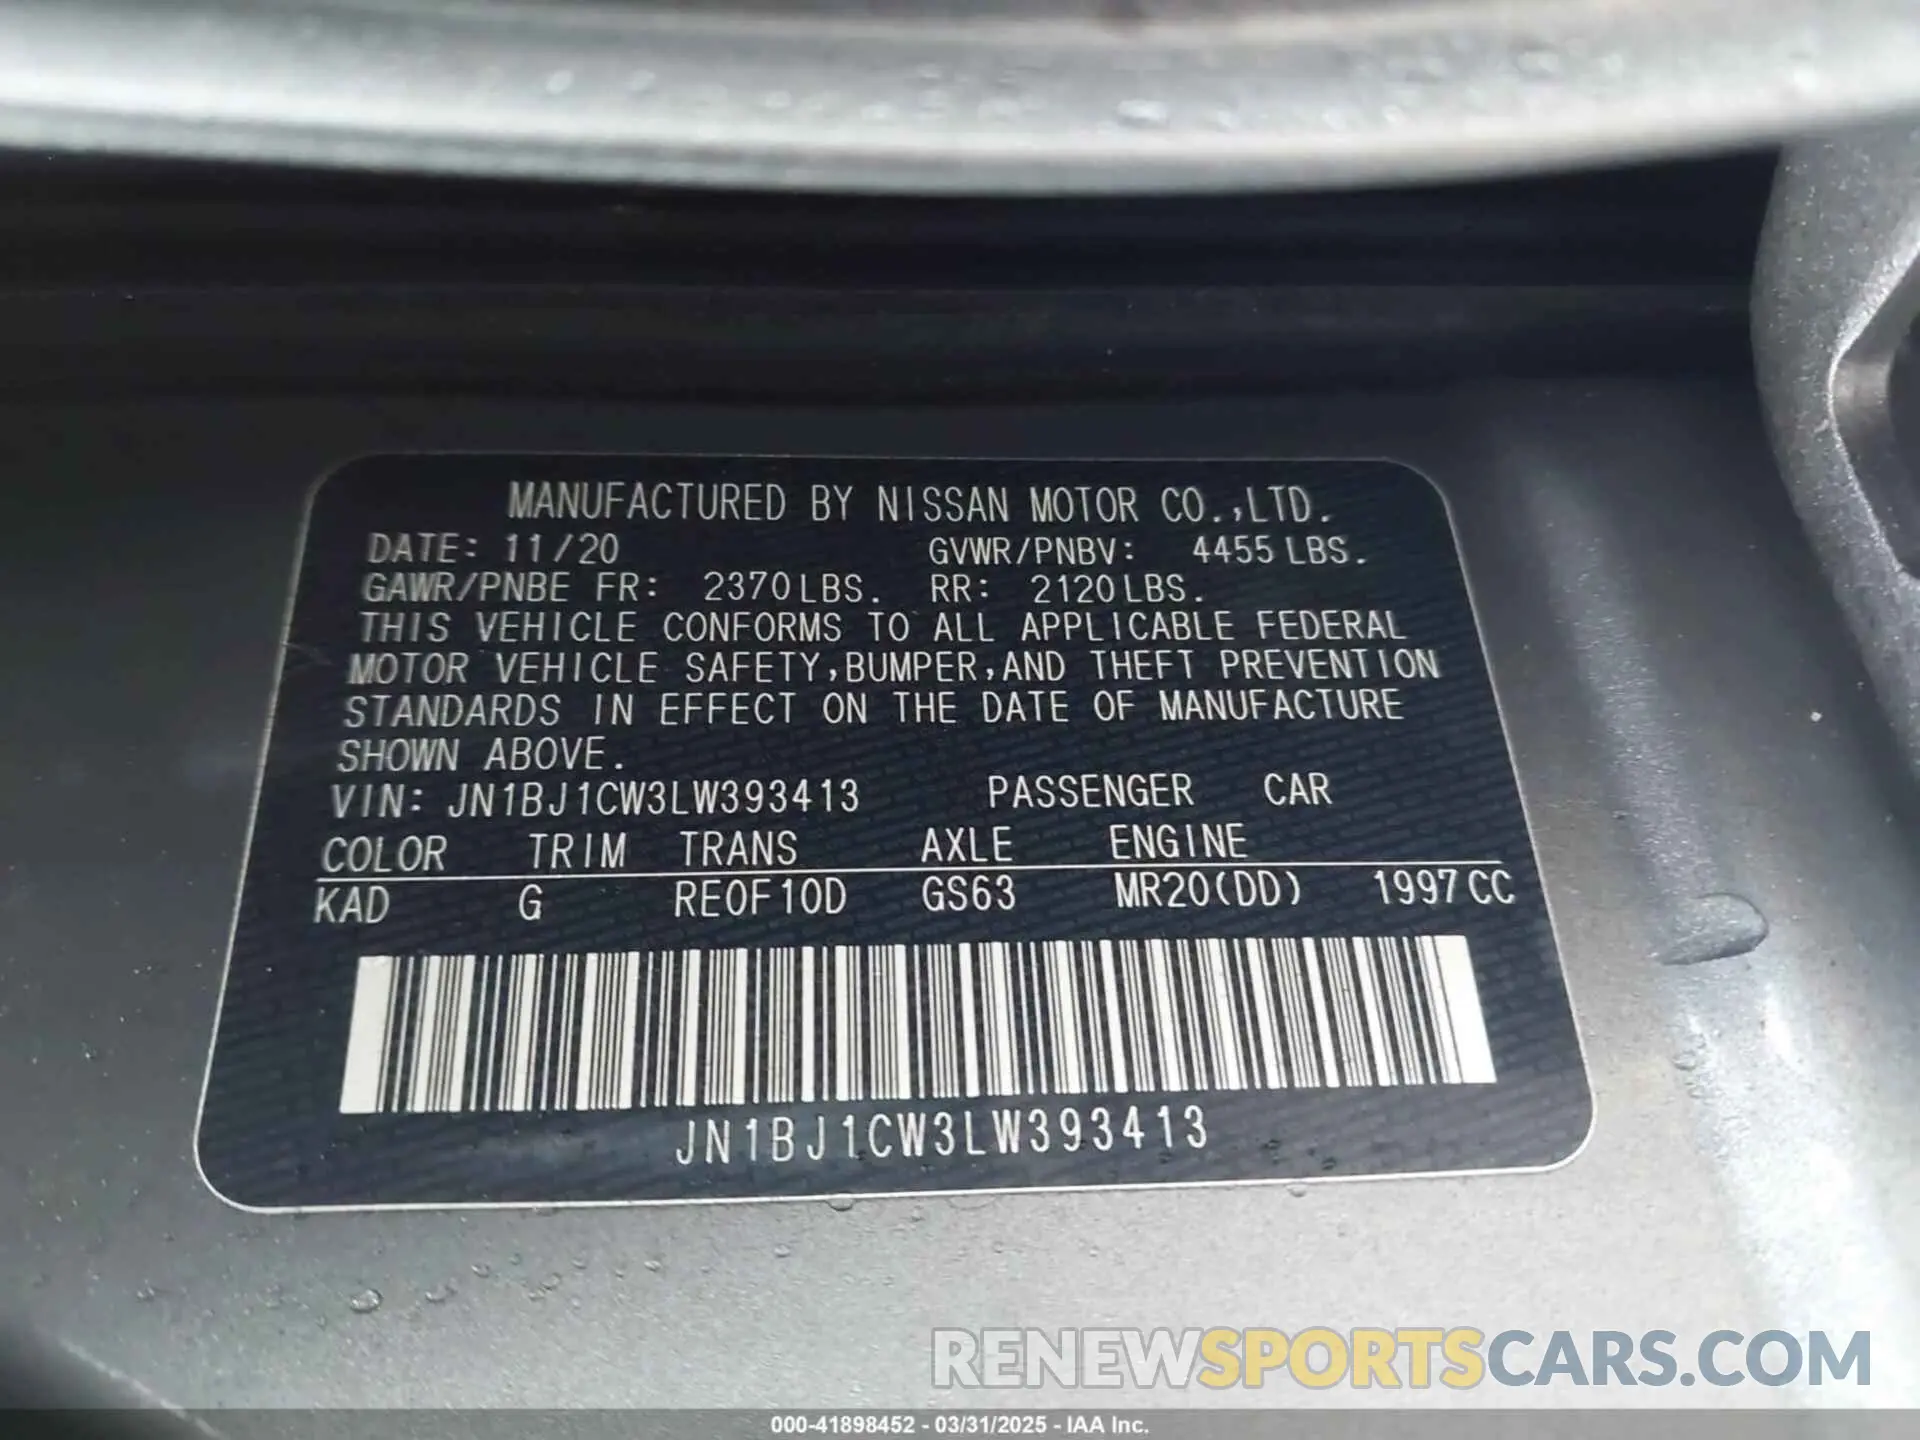 MANUFACTURED BY NISSAN MOTOR CO.,LTD.
DATE: 11/20 GVWR/PNBV: 4455 LBS.
GAWR/PNBE FR: 2370 LBS. RR: 2120 LBS.
THIS VEHICLE CONFORMS TO ALL APPLICABLE FEDERAL
MOTOR VEHICLE SAFETY,BUMPER,AND THEFT PREVENTION
STANDARDS IN EFFECT ON THE DATE OF MANUFACTURE
SHOWN ABOVE.
VIN: JN1BJ1CW3LW393413 PASSENGER CAR
COLOR TRIM TRANS AXLE ENGINE
KAD G RE0F10D GS63 MR20(DD) 1997 CC
JN1BJ1CW3LW393413
RENEWSPORTSCARS.COM
000-41898452 - 03/31/2025 - IAA Inc.